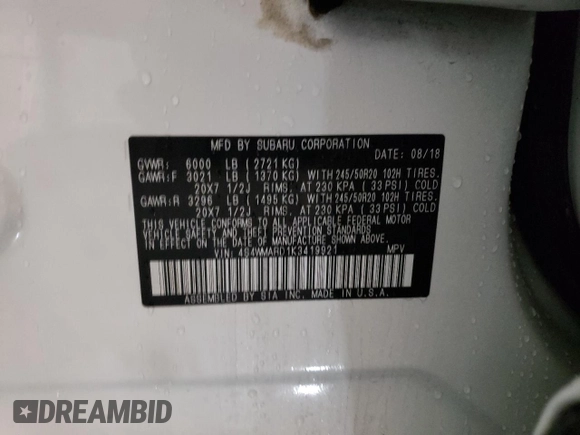 MFD BY SUBARU CORPORATION
DATE: 08/18
GVWR: 6000 LB ( 2721 KG)
GAWR:F 3021 LB ( 1370 KG) WITH 245/50R20 102H TIRES.
20X7 1/2J RIMS. AT 230 KPA ( 33 PSI) COLD
GAWR:R 3296 LB ( 1495 KG) WITH 245/50R20 102H TIRES.
20X7 1/2J RIMS. AT 230 KPA ( 33 PSI) COLD
THIS VEHICLE CONFORMS TO ALL APPLICABLE FEDERAL MOTOR
VEHICLE SAFETY AND THEFT PREVENTION STANDARDS
IN EFFECT ON THE DATE OF MANUFACTURE SHOWN ABOVE.
VIN: 4S4WMARD1K3419921 MPV
ASSEMBLED BY SIA INC. MADE IN U.S.A.
DREAMBID